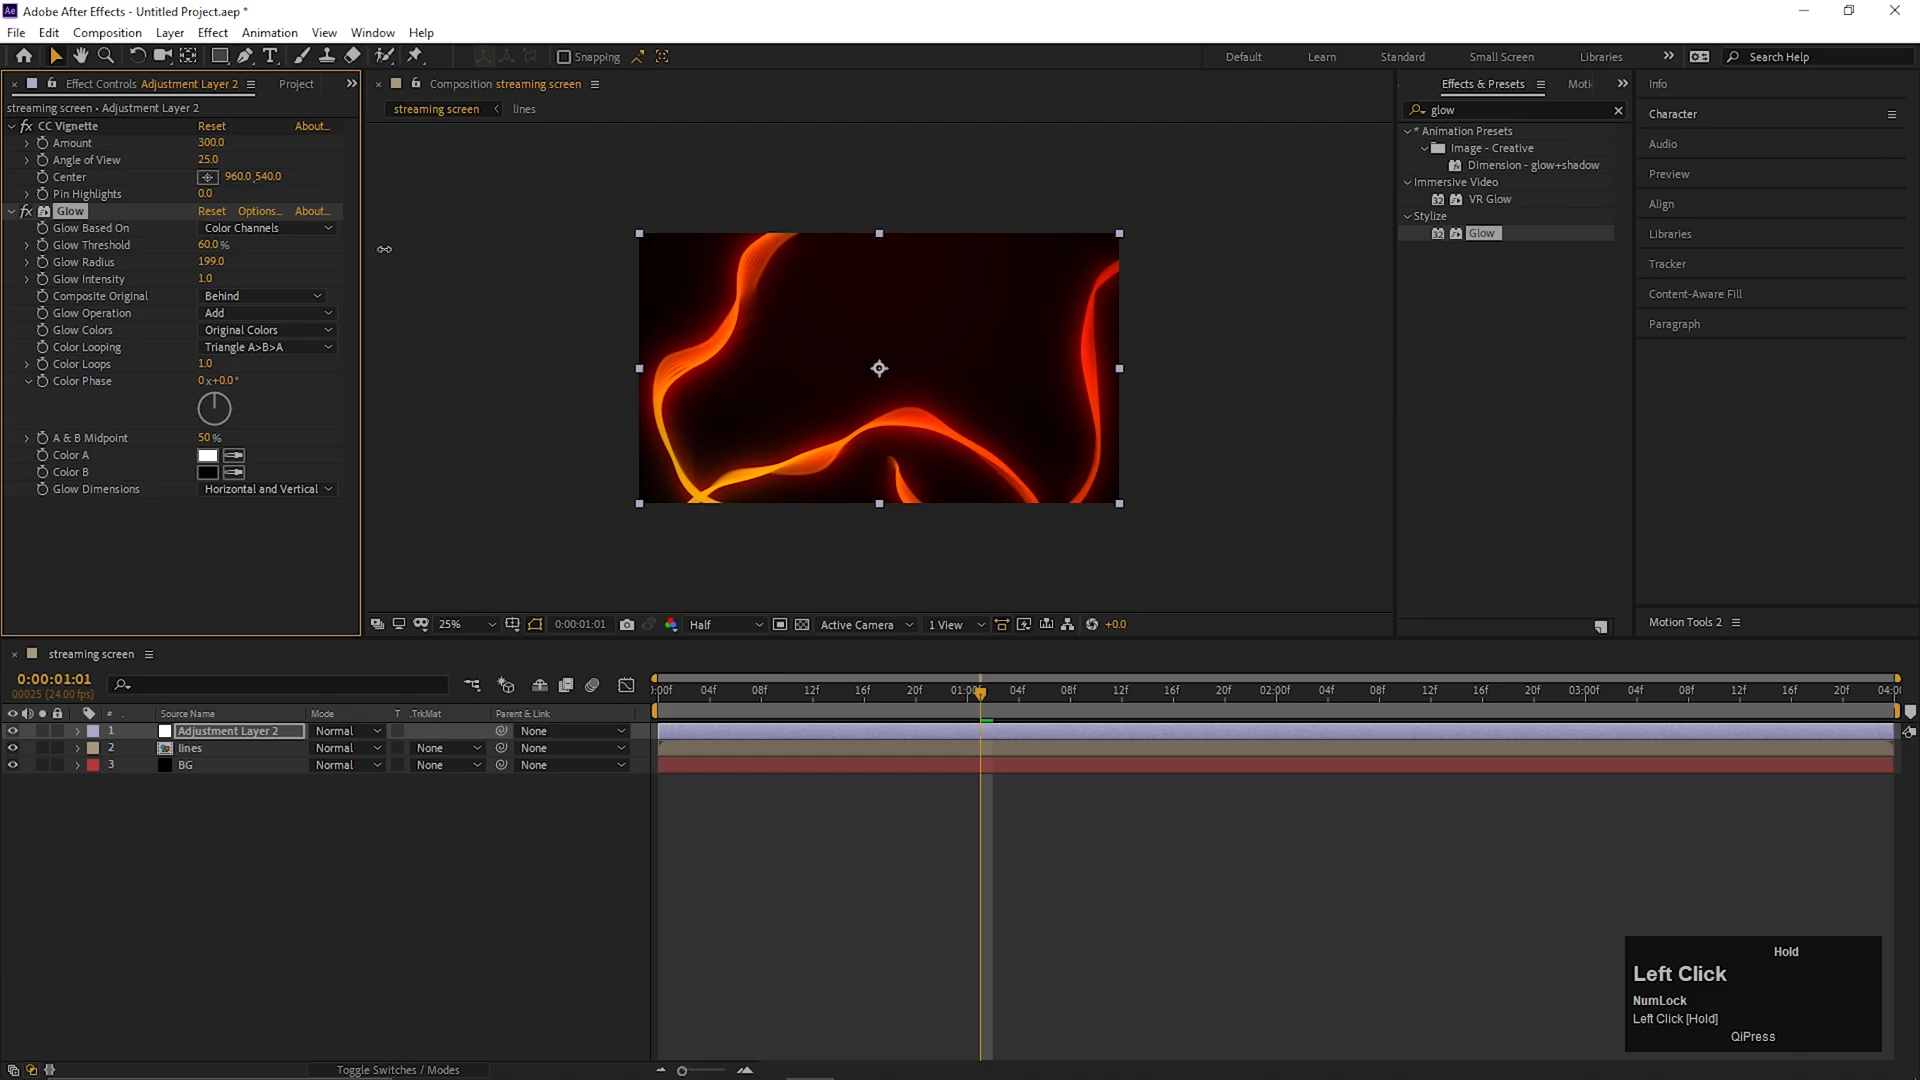 Ae Adobe After Effects - Untitled Project.aep *
File Edit Composition Layer Effect Animation View Window Help
Snapping Default Learn Standard Small Screen Libraries » Search Help
Effect Controls Adjustment Layer 2 Project »
streaming screen • Adjustment Layer 2
fx CC Vignette Reset About...
Amount 300.0
Angle of View 25.0
Center 960.0,540.0
Pin Highlights 0.0
fx Glow Reset Options... About...
Glow Based On Color Channels
Glow Threshold 60.0 %
Glow Radius 199.0
Glow Intensity 1.0
Composite Original Behind
Glow Operation Add
Glow Colors Original Colors
Color Looping Triangle A>B>A
Color Loops 1.0
Color Phase 0x+0.0°
A & B Midpoint 50 %
Color A
Color B
Glow Dimensions Horizontal and Vertical
Composition streaming screen
streaming screen lines
25% 0:00:01:01 Half Active Camera 1 View +0.0
Effects & Presets Moti »
glow
* Animation Presets
Image - Creative
Dimension - glow+shadow
Immersive Video
32 VR Glow
Stylize
32 Glow
Info
Character
Audio
Preview
Align
Libraries
Tracker
Content-Aware Fill
Paragraph
Motion Tools 2
streaming screen
0:00:01:01
00025 (24.00 fps)
:00f 04f 08f 12f 16f 20f 01:00f 04f 08f 12f 16f 20f 02:00f 04f 08f 12f 16f 20f 03:00f 04f 08f 12f 16f 20f 04:00
# Source Name Mode T .TrkMat Parent & Link
1 Adjustment Layer 2 Normal None
2 lines Normal None None
3 BG Normal None None
Toggle Switches / Modes
Hold
Left Click
NumLock
Left Click [Hold]
QiPress